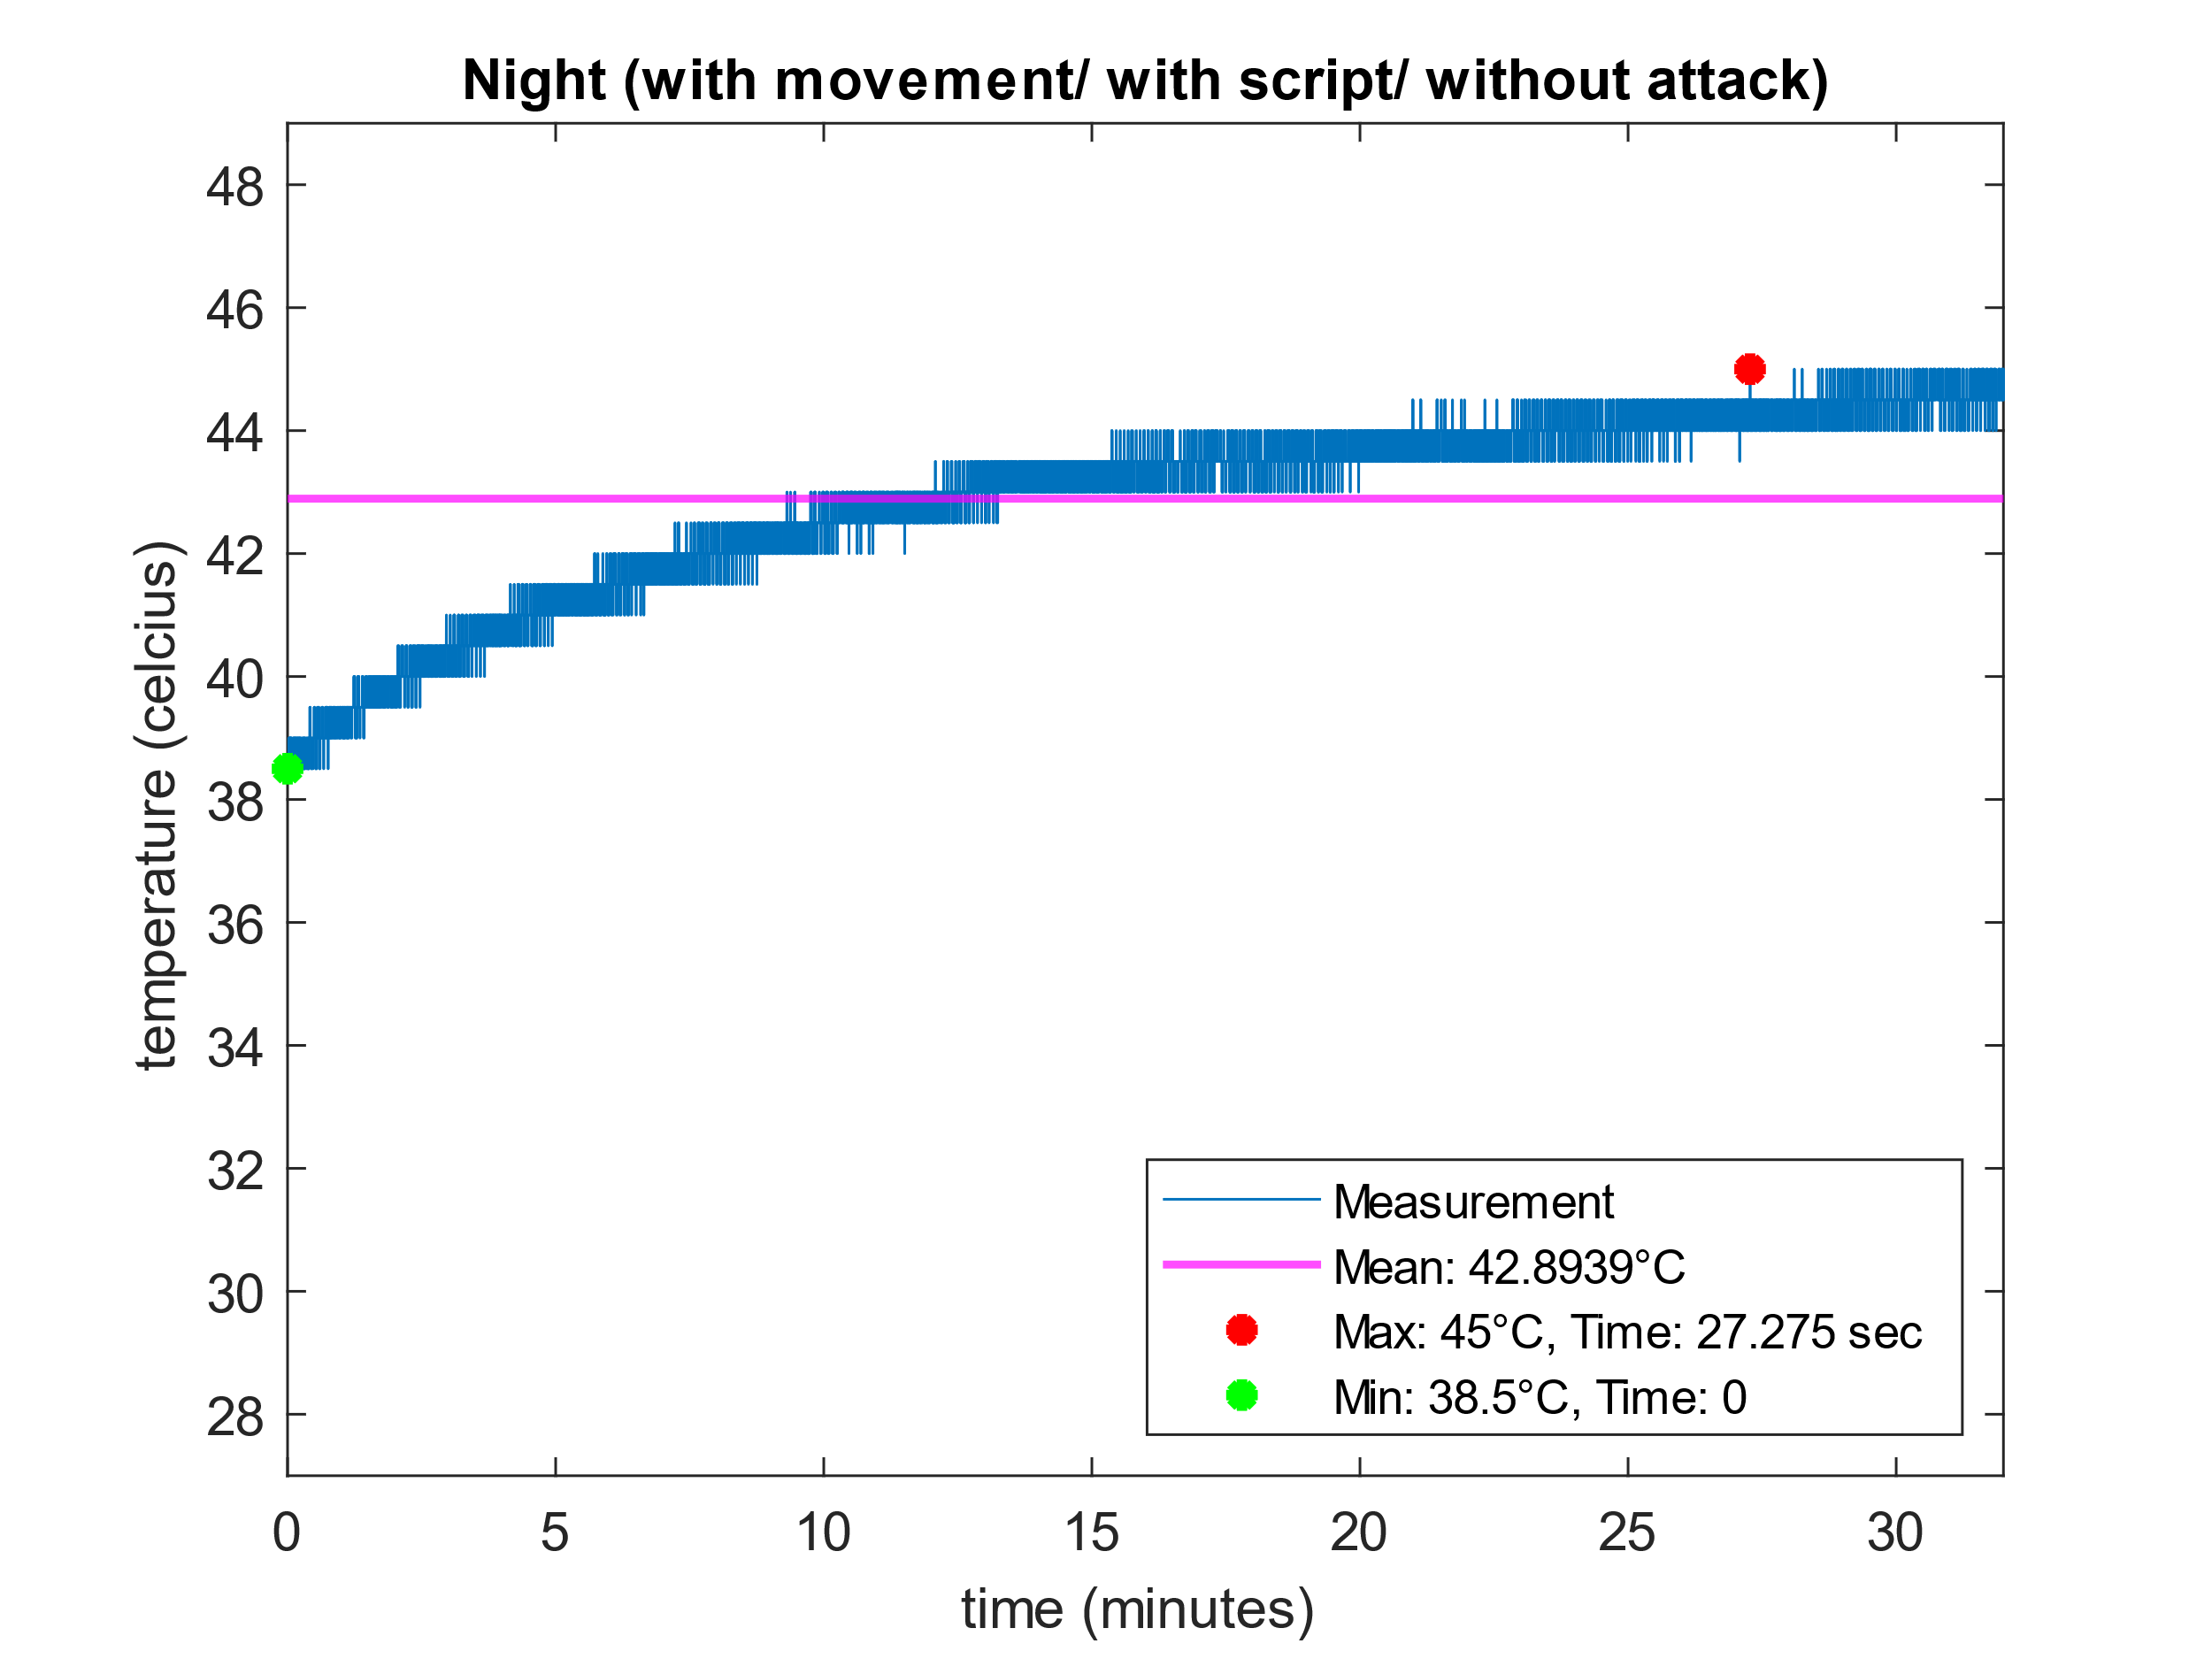 Night (with movement/ with script/ without attack)
48
46
44
42
40
38
36
34
32
30
28
temperature (celcius)
Measurement
Mean: 42.8939°C
Max: 45°C, Time: 27.275 sec
Min: 38.5°C, Time: 0
0 5 10 15 20 25 30
time (minutes)